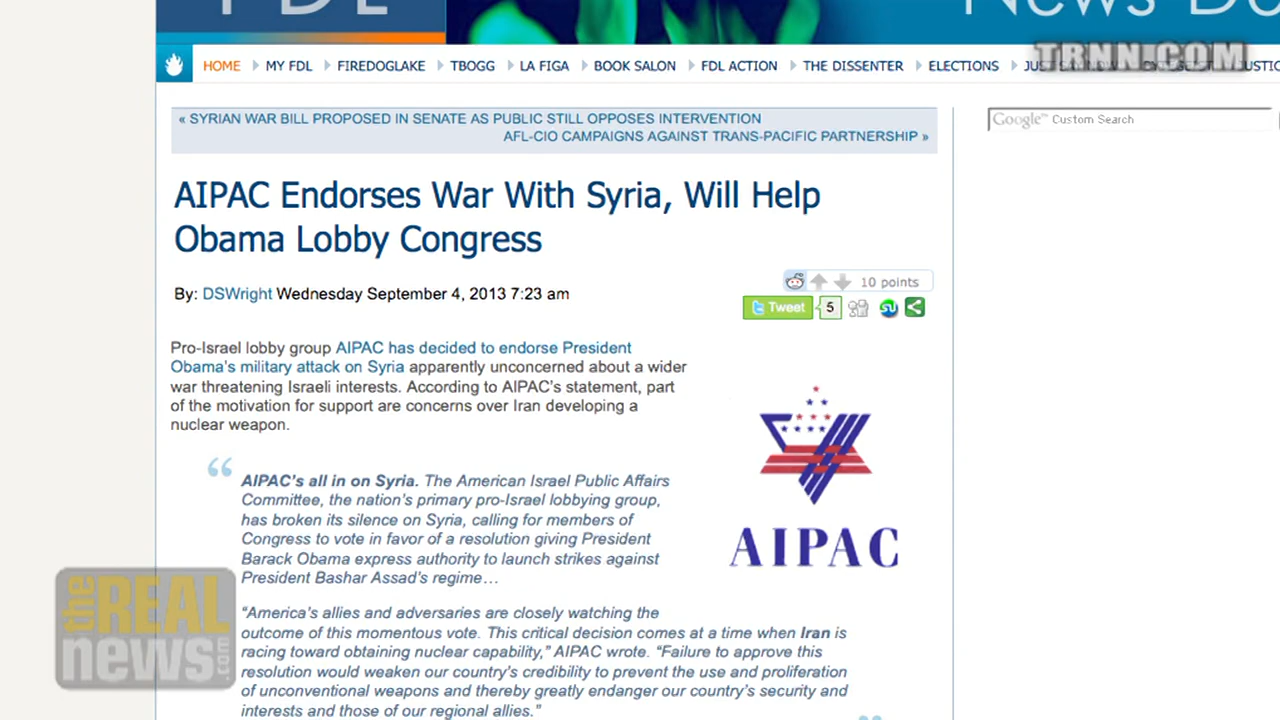 FDL
News De
TRNN.COM
HOME MY FDL FIREDOGLAKE TBOGG LA FIGA BOOK SALON FDL ACTION THE DISSENTER ELECTIONS
« SYRIAN WAR BILL PROPOSED IN SENATE AS PUBLIC STILL OPPOSES INTERVENTION
AFL-CIO CAMPAIGNS AGAINST TRANS-PACIFIC PARTNERSHIP »
Google™ Custom Search
AIPAC Endorses War With Syria, Will Help
Obama Lobby Congress
10 points
By: DSWright Wednesday September 4, 2013 7:23 am
Tweet 5
Pro-Israel lobby group AIPAC has decided to endorse President
Obama's military attack on Syria apparently unconcerned about a wider
war threatening Israeli interests. According to AIPAC's statement, part
of the motivation for support are concerns over Iran developing a
nuclear weapon.
AIPAC
“
AIPAC's all in on Syria. The American Israel Public Affairs
Committee, the nation's primary pro-Israel lobbying group,
has broken its silence on Syria, calling for members of
Congress to vote in favor of a resolution giving President
Barack Obama express authority to launch strikes against
President Bashar Assad's regime…
“America's allies and adversaries are closely watching the
outcome of this momentous vote. This critical decision comes at a time when Iran is
racing toward obtaining nuclear capability,” AIPAC wrote. “Failure to approve this
resolution would weaken our country's credibility to prevent the use and proliferation
of unconventional weapons and thereby greatly endanger our country's security and
interests and those of our regional allies.”
the REAL
news.com